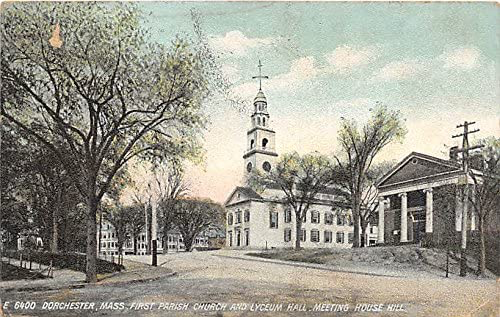 E 6400 DORCHESTER, MASS. FIRST PARISH CHURCH AND LYCEUM HALL, MEETING HOUSE HILL.